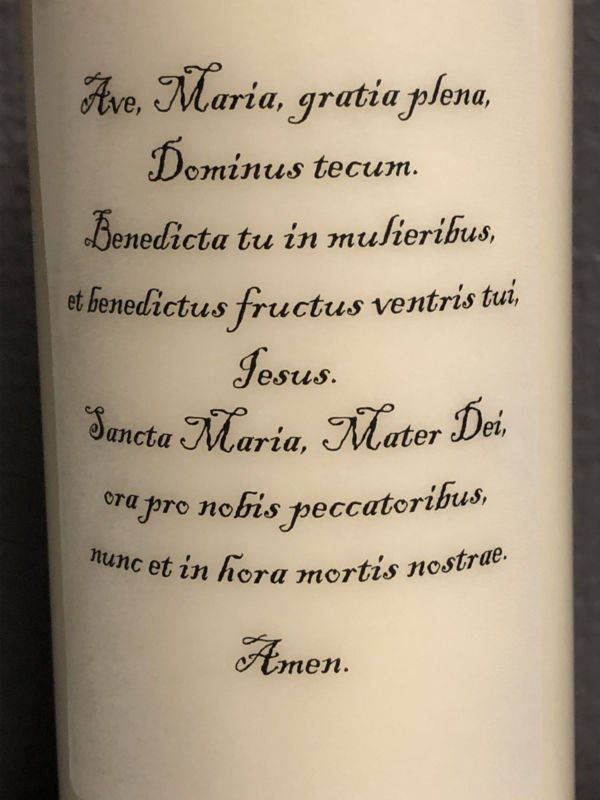 Ave, Maria, gratia plena,
Dominus tecum.
Benedicta tu in mulieribus,
et benedictus fructus ventris tui,
Jesus.
Sancta Maria, Mater Dei,
ora pro nobis peccatoribus,
nunc et in hora mortis nostrae.
Amen.